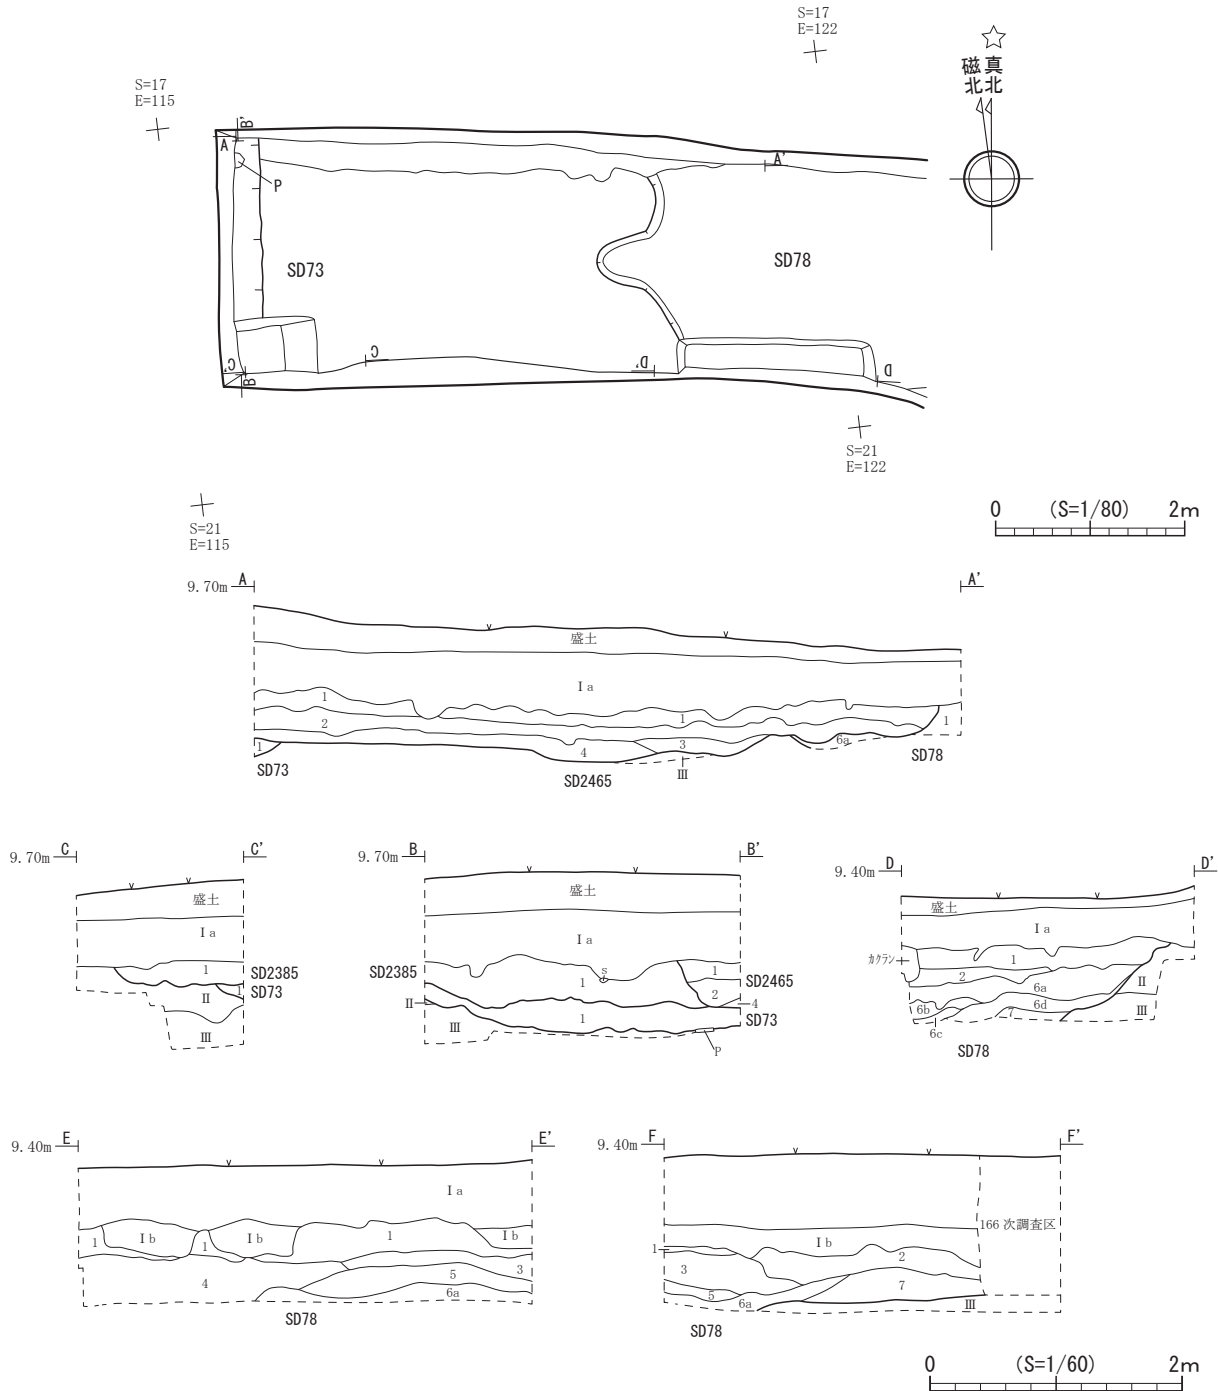 S=17
E=122
S=17
E=115
磁北
真北
B'
A
A'
P
SD73
SD78
C
D'
C'
B
D
S=21
E=122
S=21
E=115
0 (S=1/80) 2m
9.70m A A'
盛土
Ⅰa
1
1
2
1
3
6a
1
4
SD73
SD2465
Ⅲ
SD78
9.70m C C'
盛土
Ⅰa
1
SD2385
1
SD73
Ⅱ
Ⅲ
9.70m B B'
盛土
Ⅰa
SD2385
s
1
1
SD2465
2
Ⅱ
4
Ⅲ
1
SD73
P
9.40m D D'
盛土
Ⅰa
カクラン
1
2
6a
Ⅱ
6b
6d
7
Ⅲ
6c
SD78
9.40m E E'
Ⅰa
1
Ⅰb
1
Ⅰb
1
Ⅰb
4
5
3
6a
SD78
9.40m F F'
166次調査区
Ⅰb
1
2
3
5
6a
7
Ⅲ
SD78
0 (S=1/60) 2m